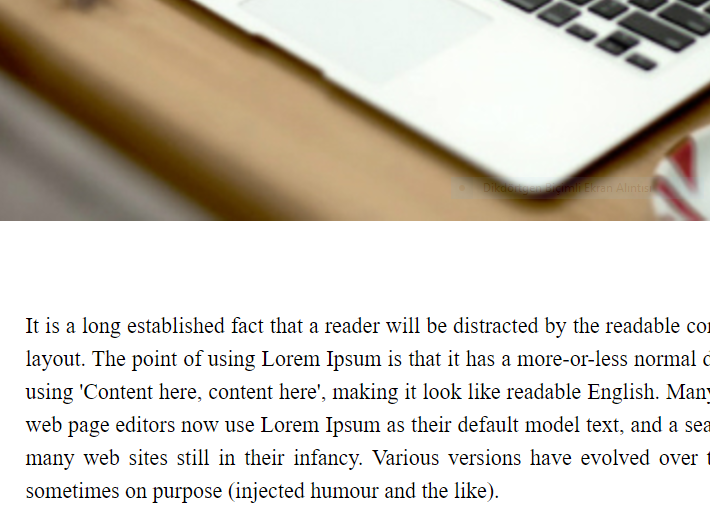 Dikdörtgen Biçimli Ekran Alıntısı
It is a long established fact that a reader will be distracted by the readable
layout. The point of using Lorem Ipsum is that it has a more-or-less normal
using 'Content here, content here', making it look like readable English. Many
web page editors now use Lorem Ipsum as their default model text, and a
many web sites still in their infancy. Various versions have evolved over
sometimes on purpose (injected humour and the like).